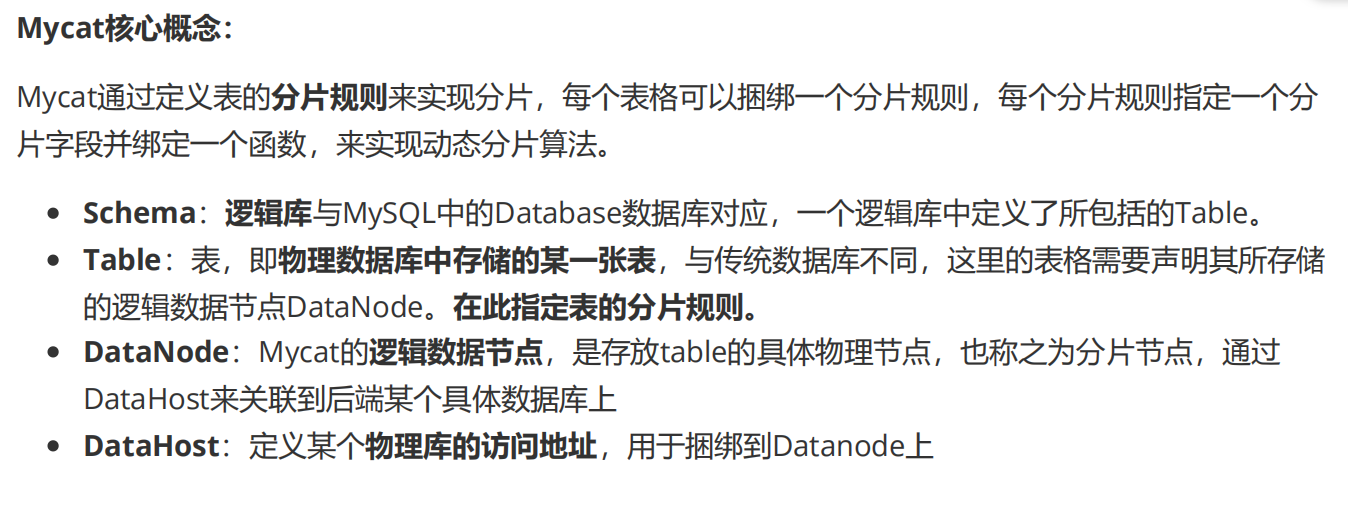 Mycat核心概念：
Mycat通过定义表的分片规则来实现分片，每个表格可以捆绑一个分片规则，每个分片规则指定一个分
片字段并绑定一个函数，来实现动态分片算法。
• Schema：逻辑库与MySQL中的Database数据库对应，一个逻辑库中定义了所包括的Table。
• Table：表，即物理数据库中存储的某一张表，与传统数据库不同，这里的表格需要声明其所存储
的逻辑数据节点DataNode。在此指定表的分片规则。
• DataNode：Mycat的逻辑数据节点，是存放table的具体物理节点，也称之为分片节点，通过
DataHost来关联到后端某个具体数据库上
• DataHost：定义某个物理库的访问地址，用于捆绑到Datanode上